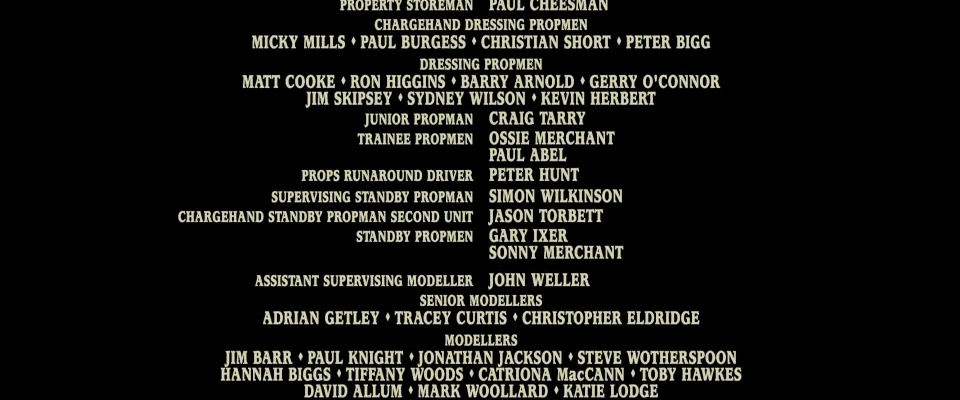 PROPERTY STOREMAN PAUL CHEESMAN
CHARGEHAND DRESSING PROPMEN
MICKY MILLS ♦ PAUL BURGESS ♦ CHRISTIAN SHORT ♦ PETER BIGG
DRESSING PROPMEN
MATT COOKE ♦ RON HIGGINS ♦ BARRY ARNOLD ♦ GERRY O'CONNOR
JIM SKIPSEY ♦ SYDNEY WILSON ♦ KEVIN HERBERT
JUNIOR PROPMAN CRAIG TARRY
TRAINEE PROPMEN OSSIE MERCHANT
PAUL ABEL
PROPS RUNAROUND DRIVER PETER HUNT
SUPERVISING STANDBY PROPMAN SIMON WILKINSON
CHARGEHAND STANDBY PROPMAN SECOND UNIT JASON TORBETT
STANDBY PROPMEN GARY IXER
SONNY MERCHANT
ASSISTANT SUPERVISING MODELLER JOHN WELLER
SENIOR MODELLERS
ADRIAN GETLEY ♦ TRACEY CURTIS ♦ CHRISTOPHER ELDRIDGE
MODELLERS
JIM BARR ♦ PAUL KNIGHT ♦ JONATHAN JACKSON ♦ STEVE WOTHERSPOON
HANNAH BIGGS ♦ TIFFANY WOODS ♦ CATRIONA MacCANN ♦ TOBY HAWKES
DAVID ALLUM ♦ MARK WOOLLARD ♦ KATIE LODGE